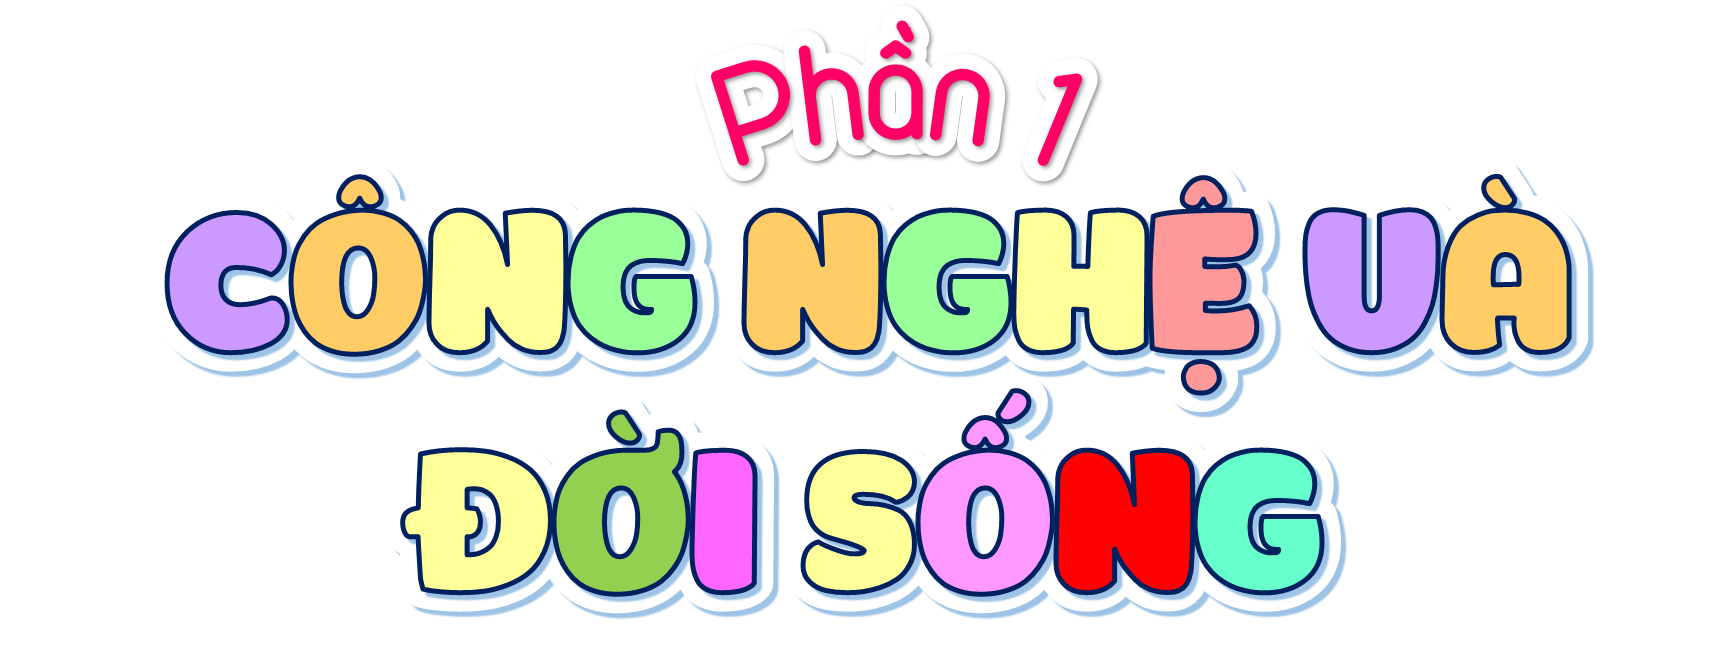 Phần 1
CÔNG NGHỆ VÀ
ĐỜI SỐNG